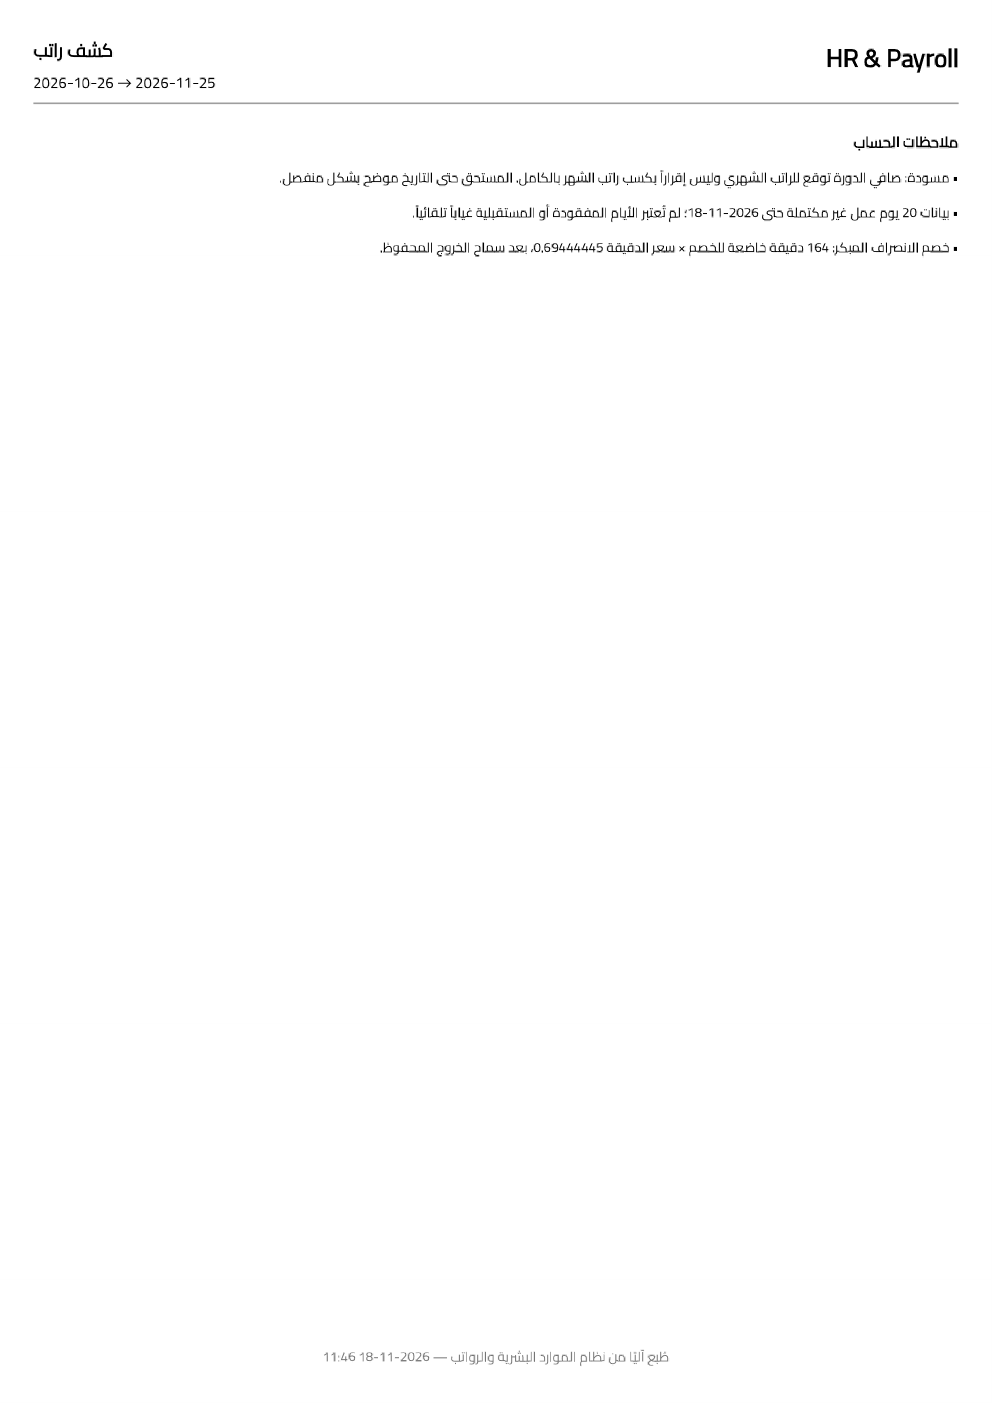 HR & Payroll
كشف راتب
2026-10-26 → 2026-11-25
ملاحظات الحساب
▪ مسودة: صافي الدورة توقع للراتب الشهري وليس إقراراً بكسب راتب الشهر بالكامل. المستحق حتى التاريخ موضح بشكل منفصل.
▪ بيانات 20 يوم عمل غير مكتملة حتى 2026-11-18؛ لم تُعتبر الأيام المفقودة أو المستقبلية غياباً تلقائياً.
▪ خصم الانصراف المبكر: 164 دقيقة خاضعة للخصم × سعر الدقيقة 0,69444445، بعد سماح الخروج المحفوظ.
طُبع آليًا من نظام الموارد البشرية والرواتب — 2026-11-18 11:46